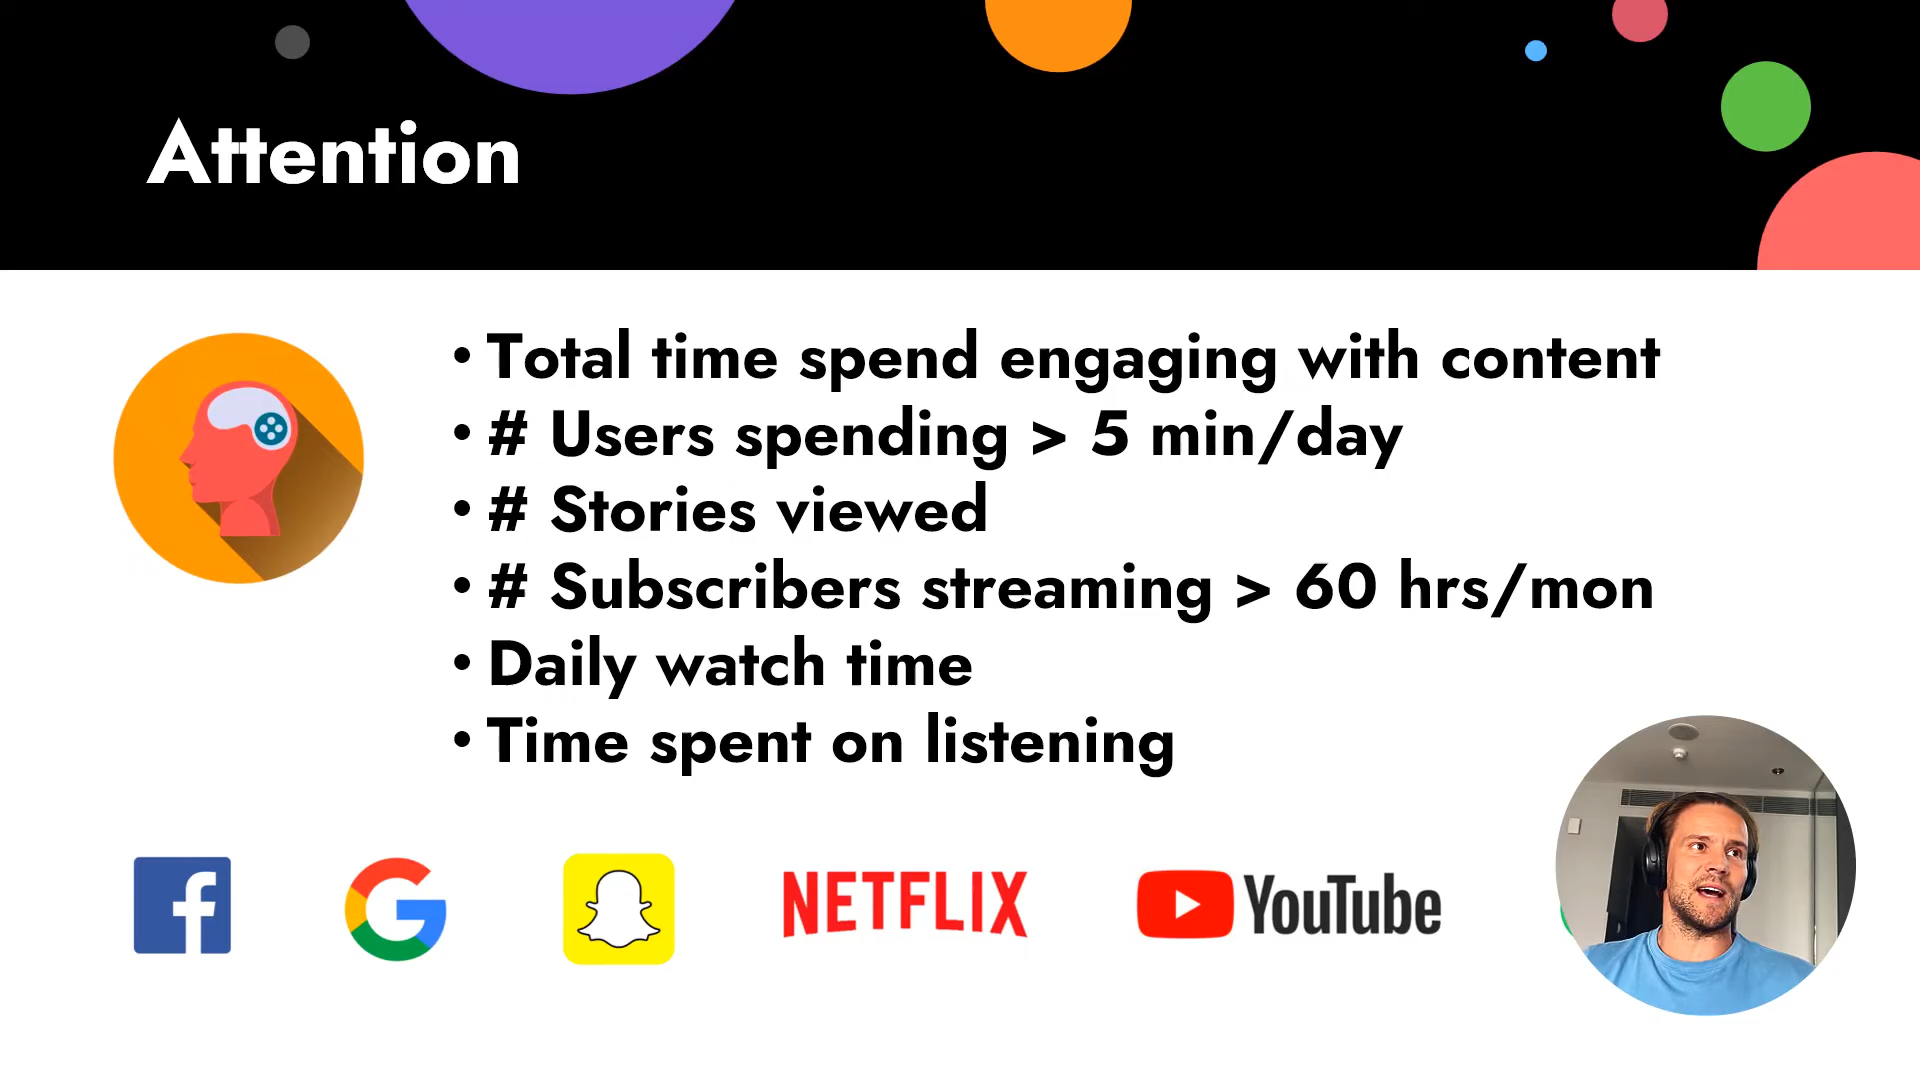 Attention
• Total time spend engaging with content
• # Users spending > 5 min/day
• # Stories viewed
• # Subscribers streaming > 60 hrs/mon
• Daily watch time
• Time spent on listening
f
G
NETFLIX
YouTube